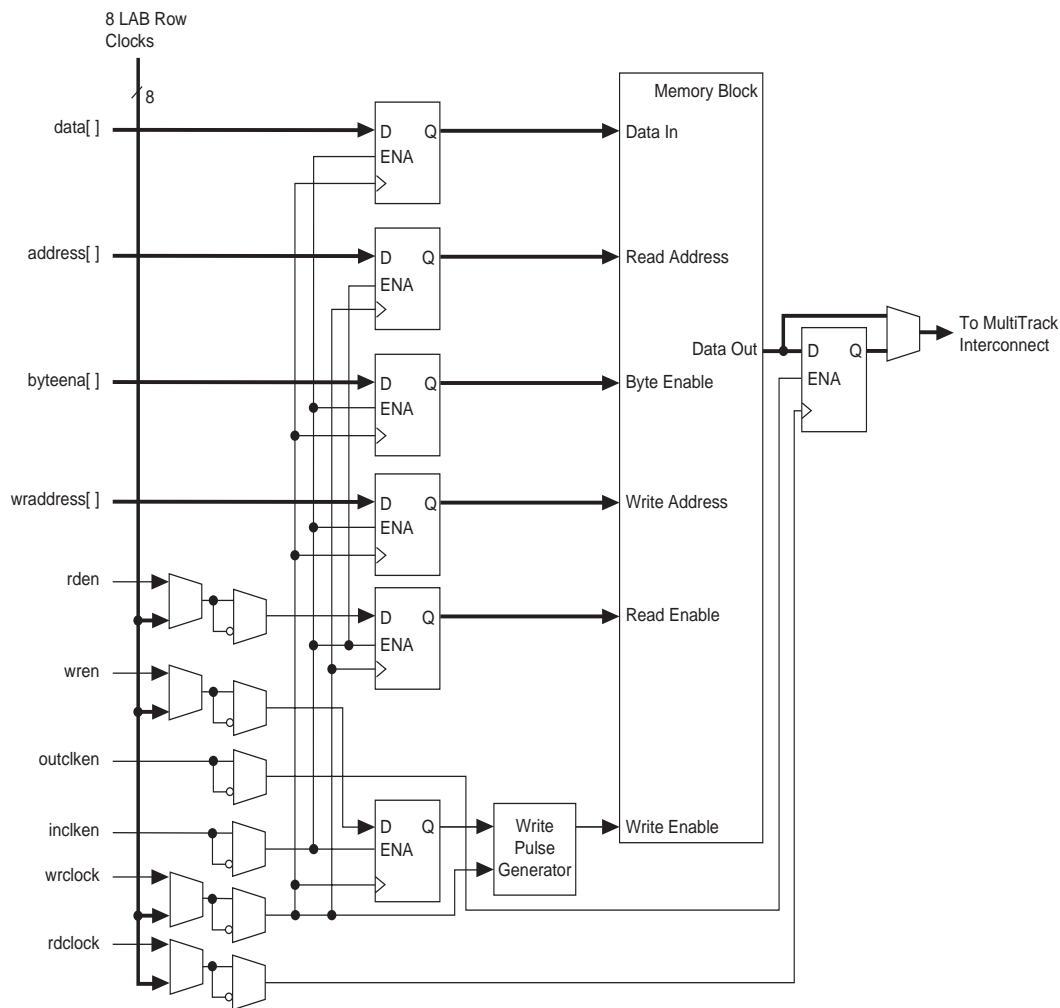 8 LAB Row
Clocks
8
Memory Block
data[ ]
D Q
ENA
Data In
address[ ]
D Q
ENA
Read Address
To MultiTrack
Interconnect
Data Out
D Q
ENA
byteena[ ]
D Q
ENA
Byte Enable
wraddress[ ]
D Q
ENA
Write Address
rden
D Q
ENA
Read Enable
wren
outclken
inclken
D Q
ENA
Write
Pulse
Generator
Write Enable
wrclock
rdclock